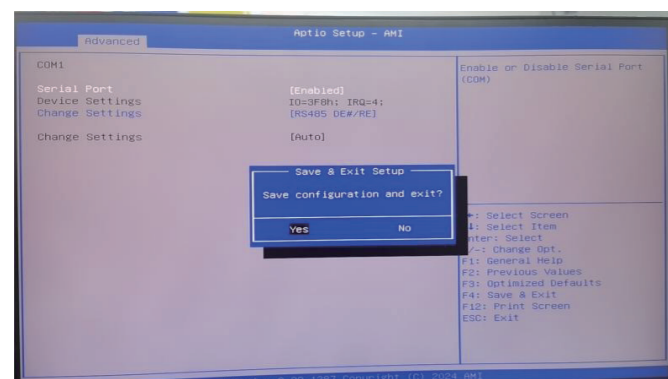 Aptio Setup - AMI
Advanced
COM1
Serial Port [Enabled]
Device Settings IO=3F8h; IRQ=4;
Change Settings [RS485 DE#/RE]
Change Settings [Auto]
Enable or Disable Serial Port
(COM)
Save & Exit Setup
Save configuration and exit?
Yes No
: Select Screen
: Select Item
nter: Select
/-: Change Opt.
F1: General Help
F2: Previous Values
F3: Optimized Defaults
F4: Save & Exit
F12: Print Screen
ESC: Exit
Copyright (C) 2024 AMI